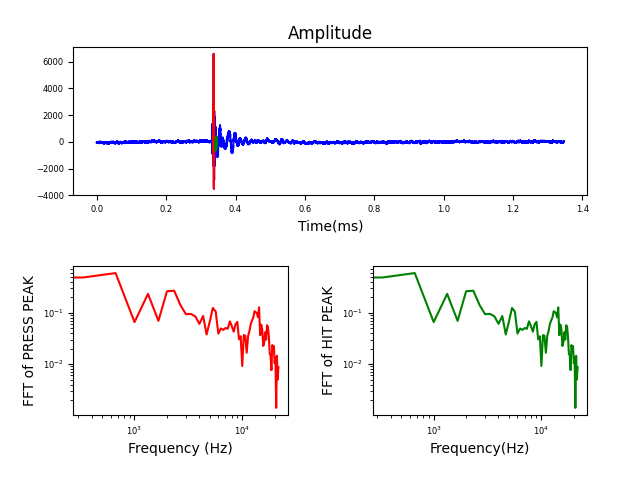 Amplitude
6000
4000
2000
0
−2000
−4000
0.0 0.2 0.4 0.6 0.8 1.0 1.2 1.4
Time(ms)
FFT of PRESS PEAK
10⁻¹
10⁻²
10³ 10⁴
Frequency (Hz)
FFT of HIT PEAK
10⁻¹
10⁻²
10³ 10⁴
Frequency(Hz)